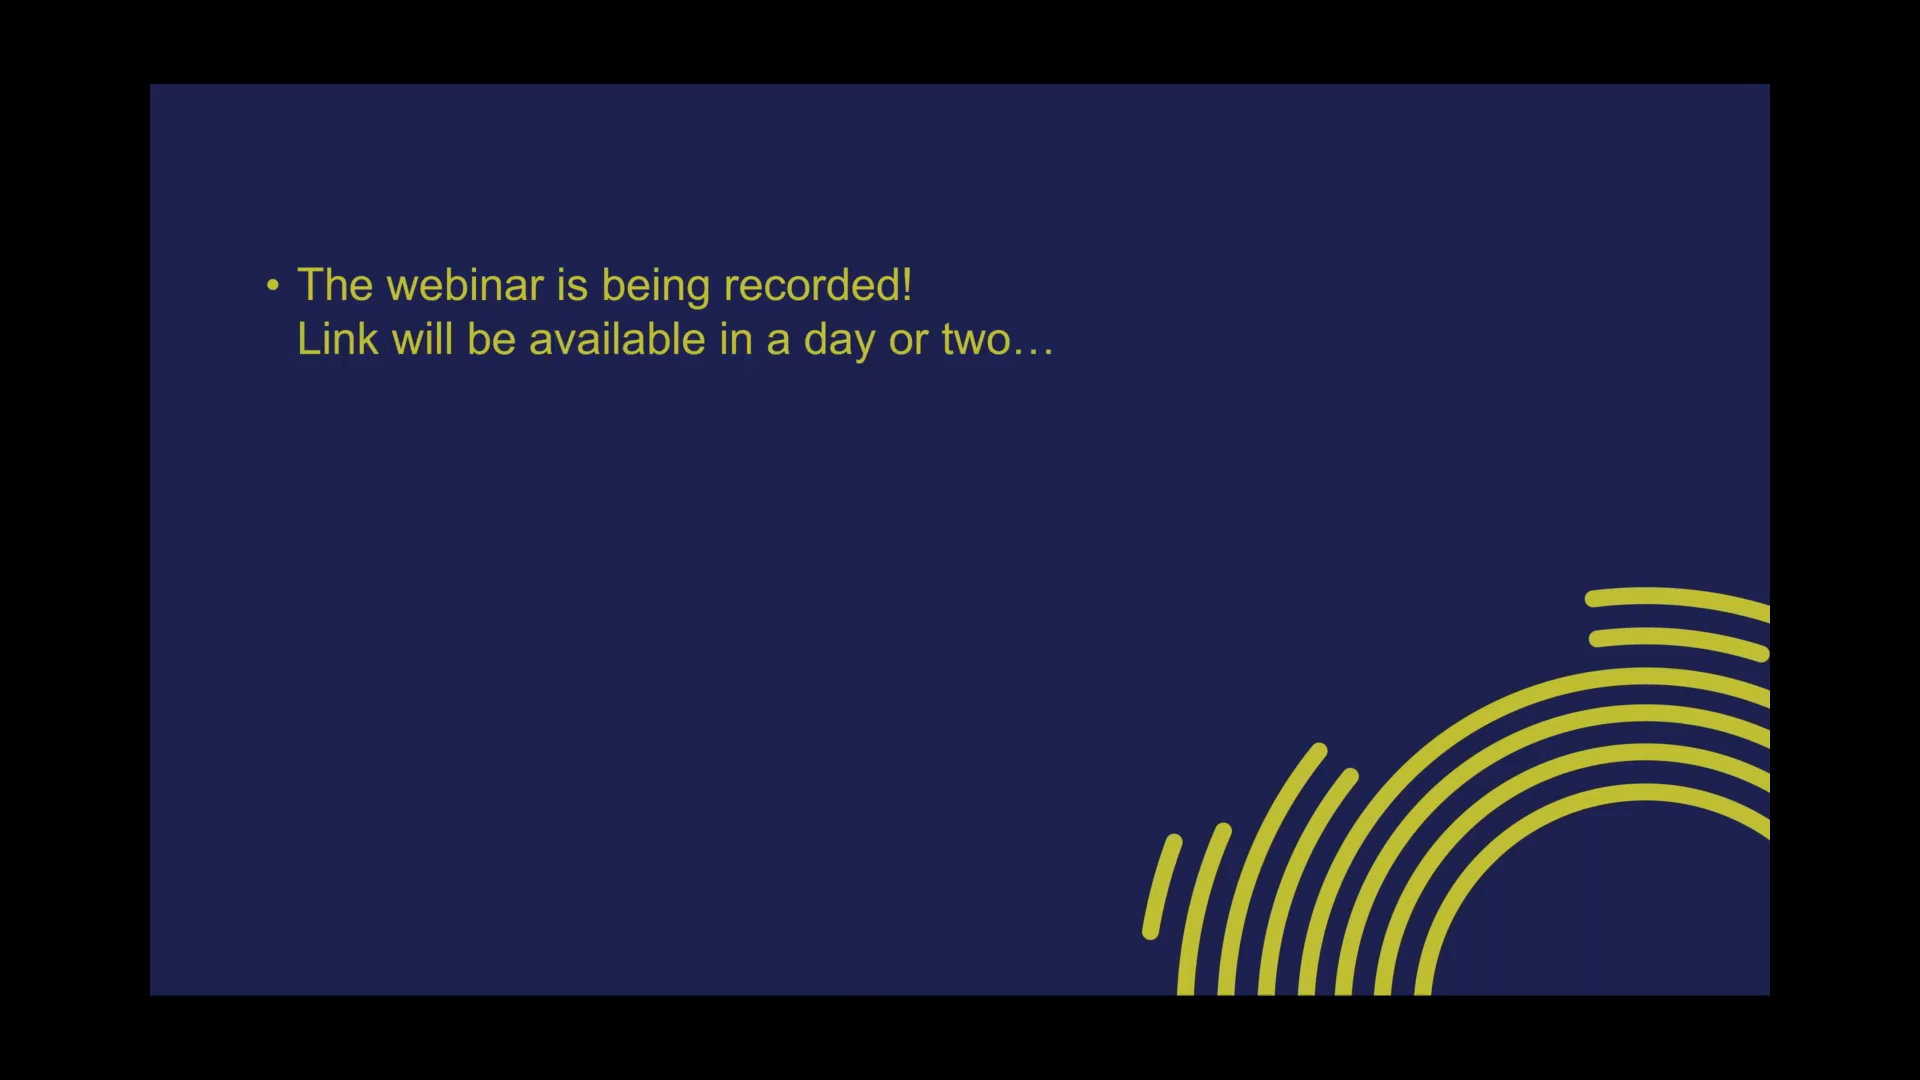 • The webinar is being recorded!
Link will be available in a day or two…